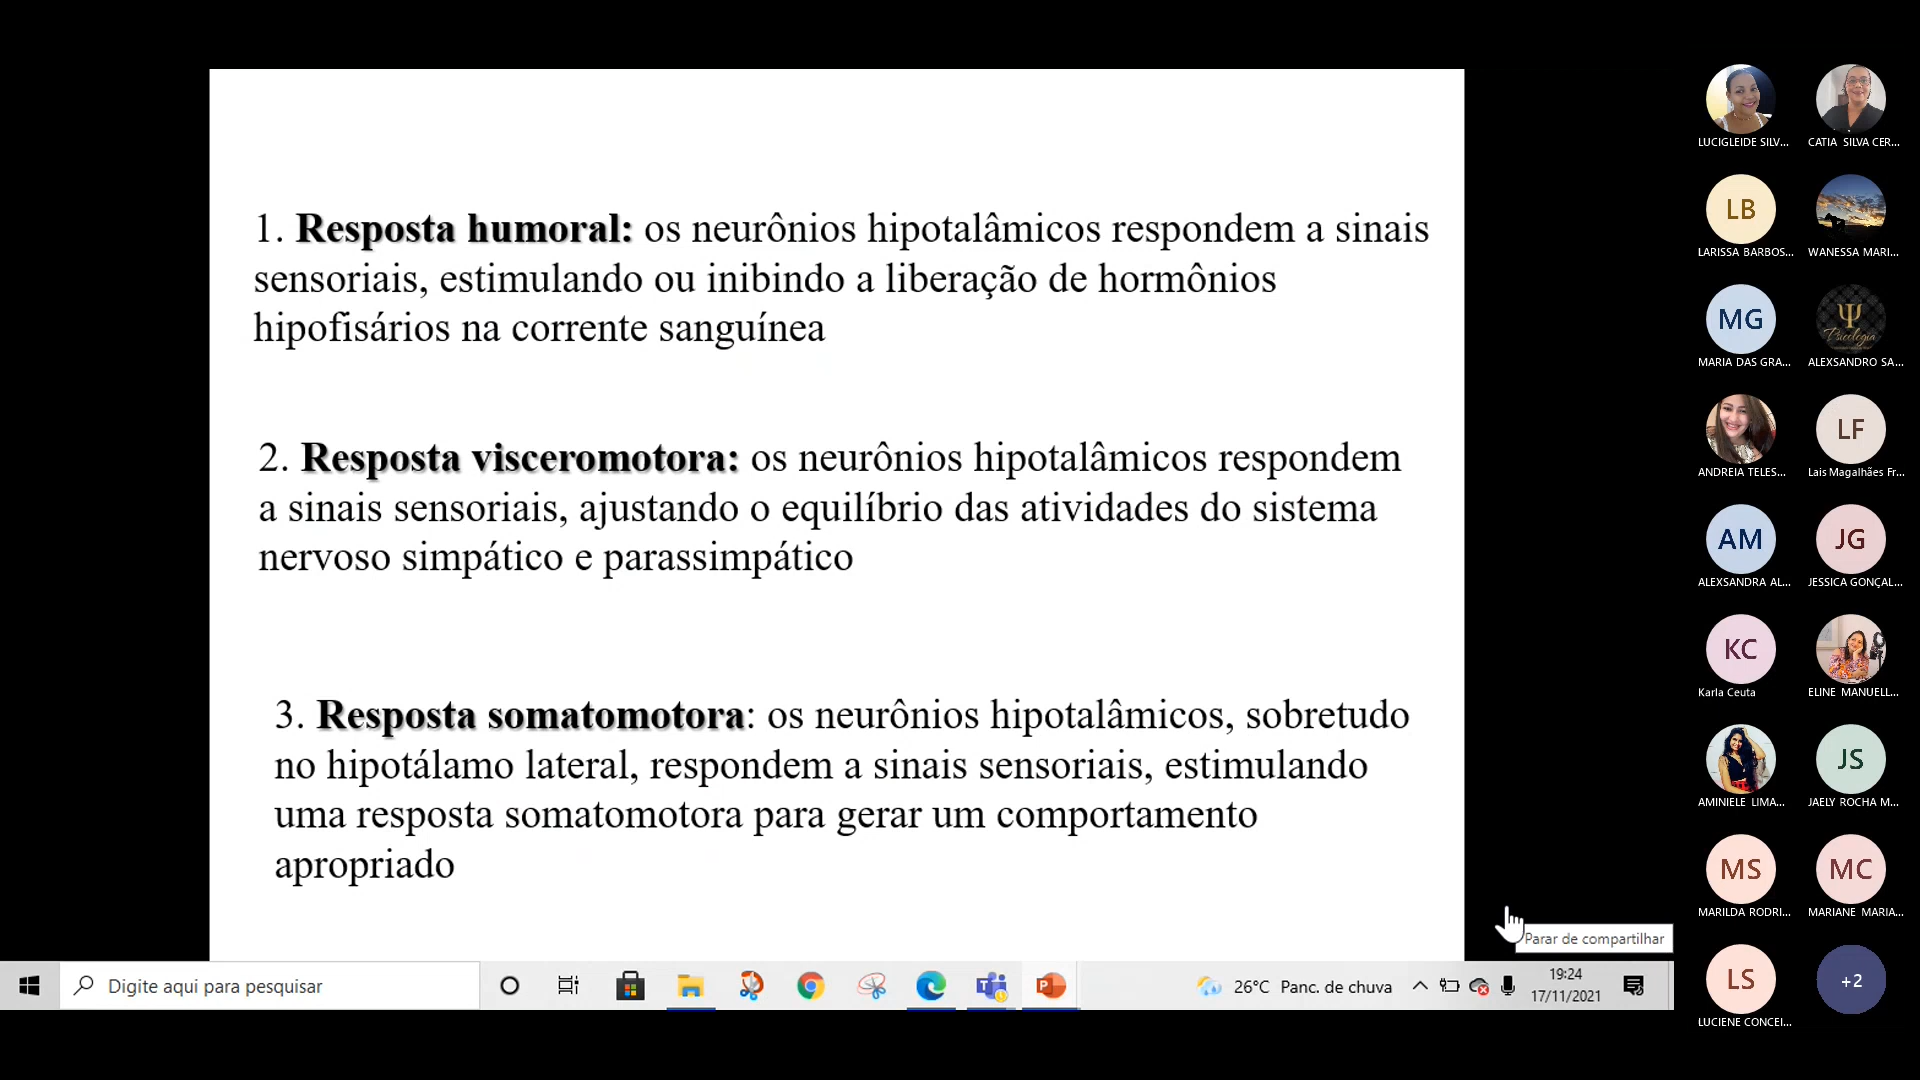 1. Resposta humoral: os neurônios hipotalâmicos respondem a sinais
sensoriais, estimulando ou inibindo a liberação de hormônios
hipofisários na corrente sanguínea
2. Resposta visceromotora: os neurônios hipotalâmicos respondem
a sinais sensoriais, ajustando o equilíbrio das atividades do sistema
nervoso simpático e parassimpático
3. Resposta somatomotora: os neurônios hipotalâmicos, sobretudo
no hipotálamo lateral, respondem a sinais sensoriais, estimulando
uma resposta somatomotora para gerar um comportamento
apropriado
Parar de compartilhar
Digite aqui para pesquisar
26°C Panc. de chuva
19:24
17/11/2021
LUCIGLEIDE SILV...
CATIA SILVA CER...
LB
LARISSA BARBOS...
WANESSA MARI...
MG
MARIA DAS GRA...
Ψ
Psicologia
ALEXSANDRO SA...
ANDREIA TELES...
LF
Lais Magalhães Fr...
AM
ALEXSANDRA AL...
JG
JESSICA GONÇAL...
KC
Karla Ceuta
ELINE MANUELL...
AMINIELE LIMA...
JS
JAELY ROCHA M...
MS
MARILDA RODRI...
MC
MARIANE MARIA...
LS
LUCIENE CONCEI...
+2